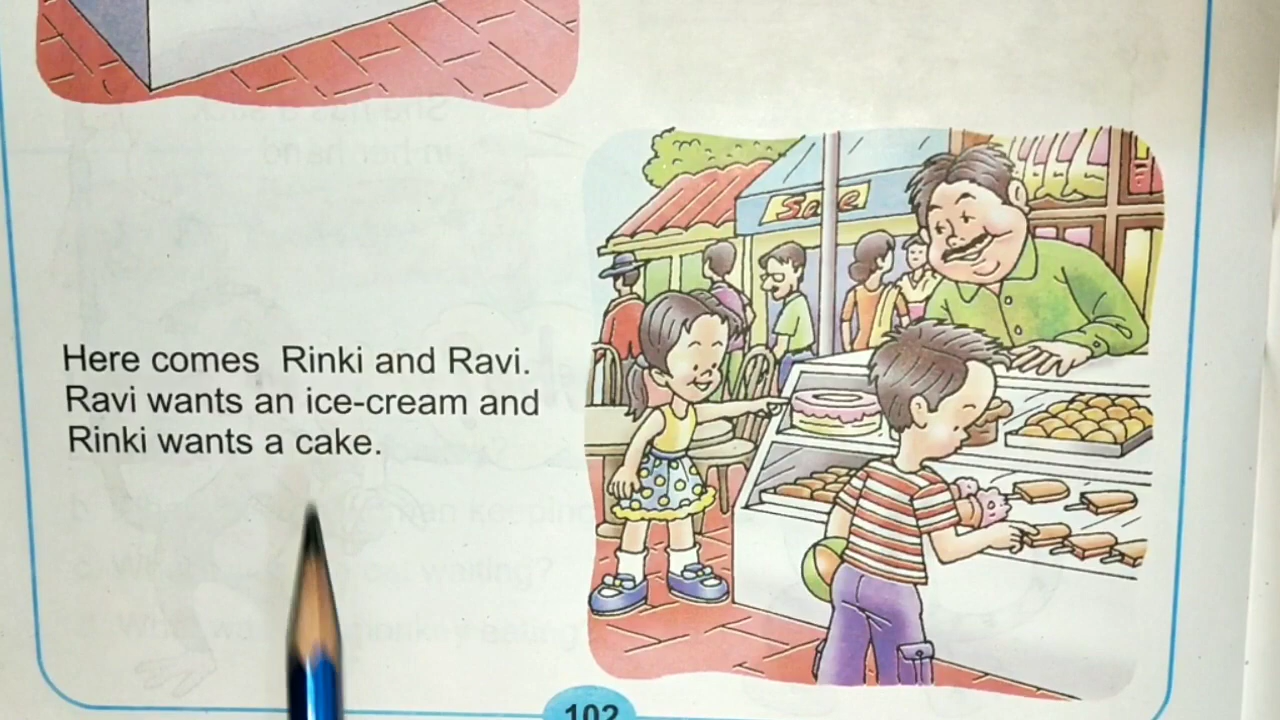 Sale
Here comes Rinki and Ravi.
Ravi wants an ice-cream and
Rinki wants a cake.
102